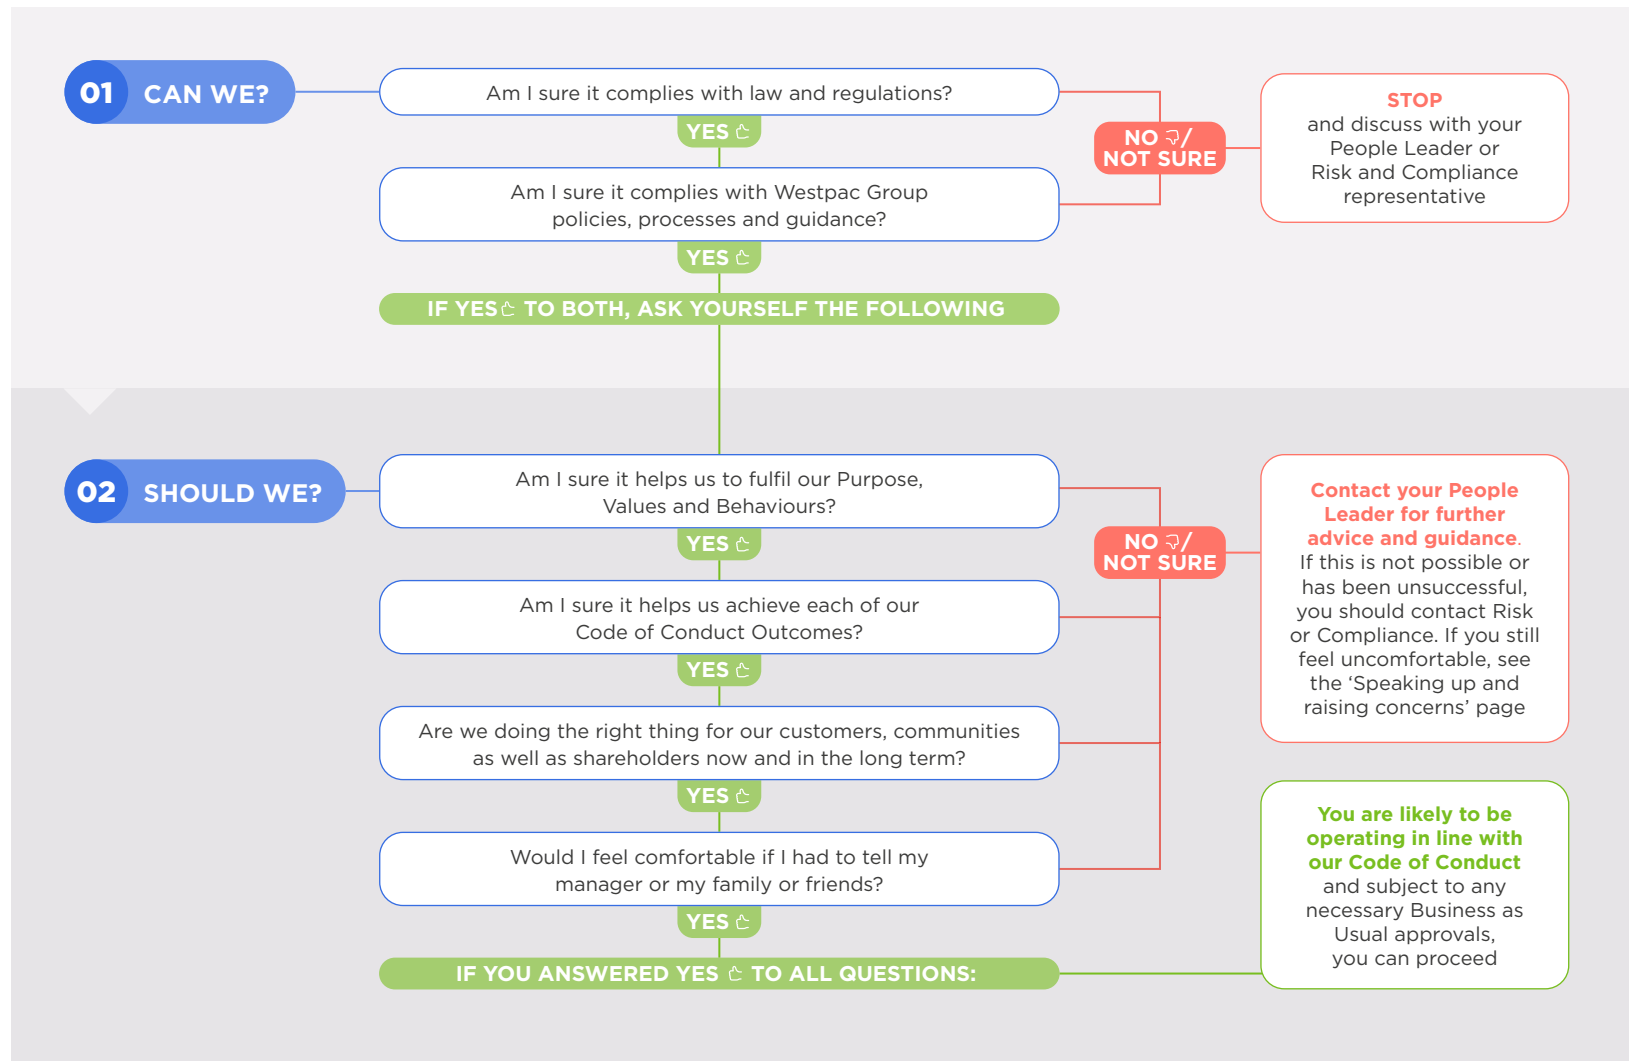 01 CAN WE?
Am I sure it complies with law and regulations?
YES
NO /
NOT SURE
STOP
and discuss with your
People Leader or
Risk and Compliance
representative
Am I sure it complies with Westpac Group
policies, processes and guidance?
YES
IF YES TO BOTH, ASK YOURSELF THE FOLLOWING
02 SHOULD WE?
Am I sure it helps us to fulfil our Purpose,
Values and Behaviours?
YES
NO /
NOT SURE
Contact your People
Leader for further
advice and guidance.
If this is not possible or
has been unsuccessful,
you should contact Risk
or Compliance. If you still
feel uncomfortable, see
the ‘Speaking up and
raising concerns’ page
Am I sure it helps us achieve each of our
Code of Conduct Outcomes?
YES
Are we doing the right thing for our customers, communities
as well as shareholders now and in the long term?
YES
Would I feel comfortable if I had to tell my
manager or my family or friends?
YES
IF YOU ANSWERED YES TO ALL QUESTIONS:
You are likely to be
operating in line with
our Code of Conduct
and subject to any
necessary Business as
Usual approvals,
you can proceed